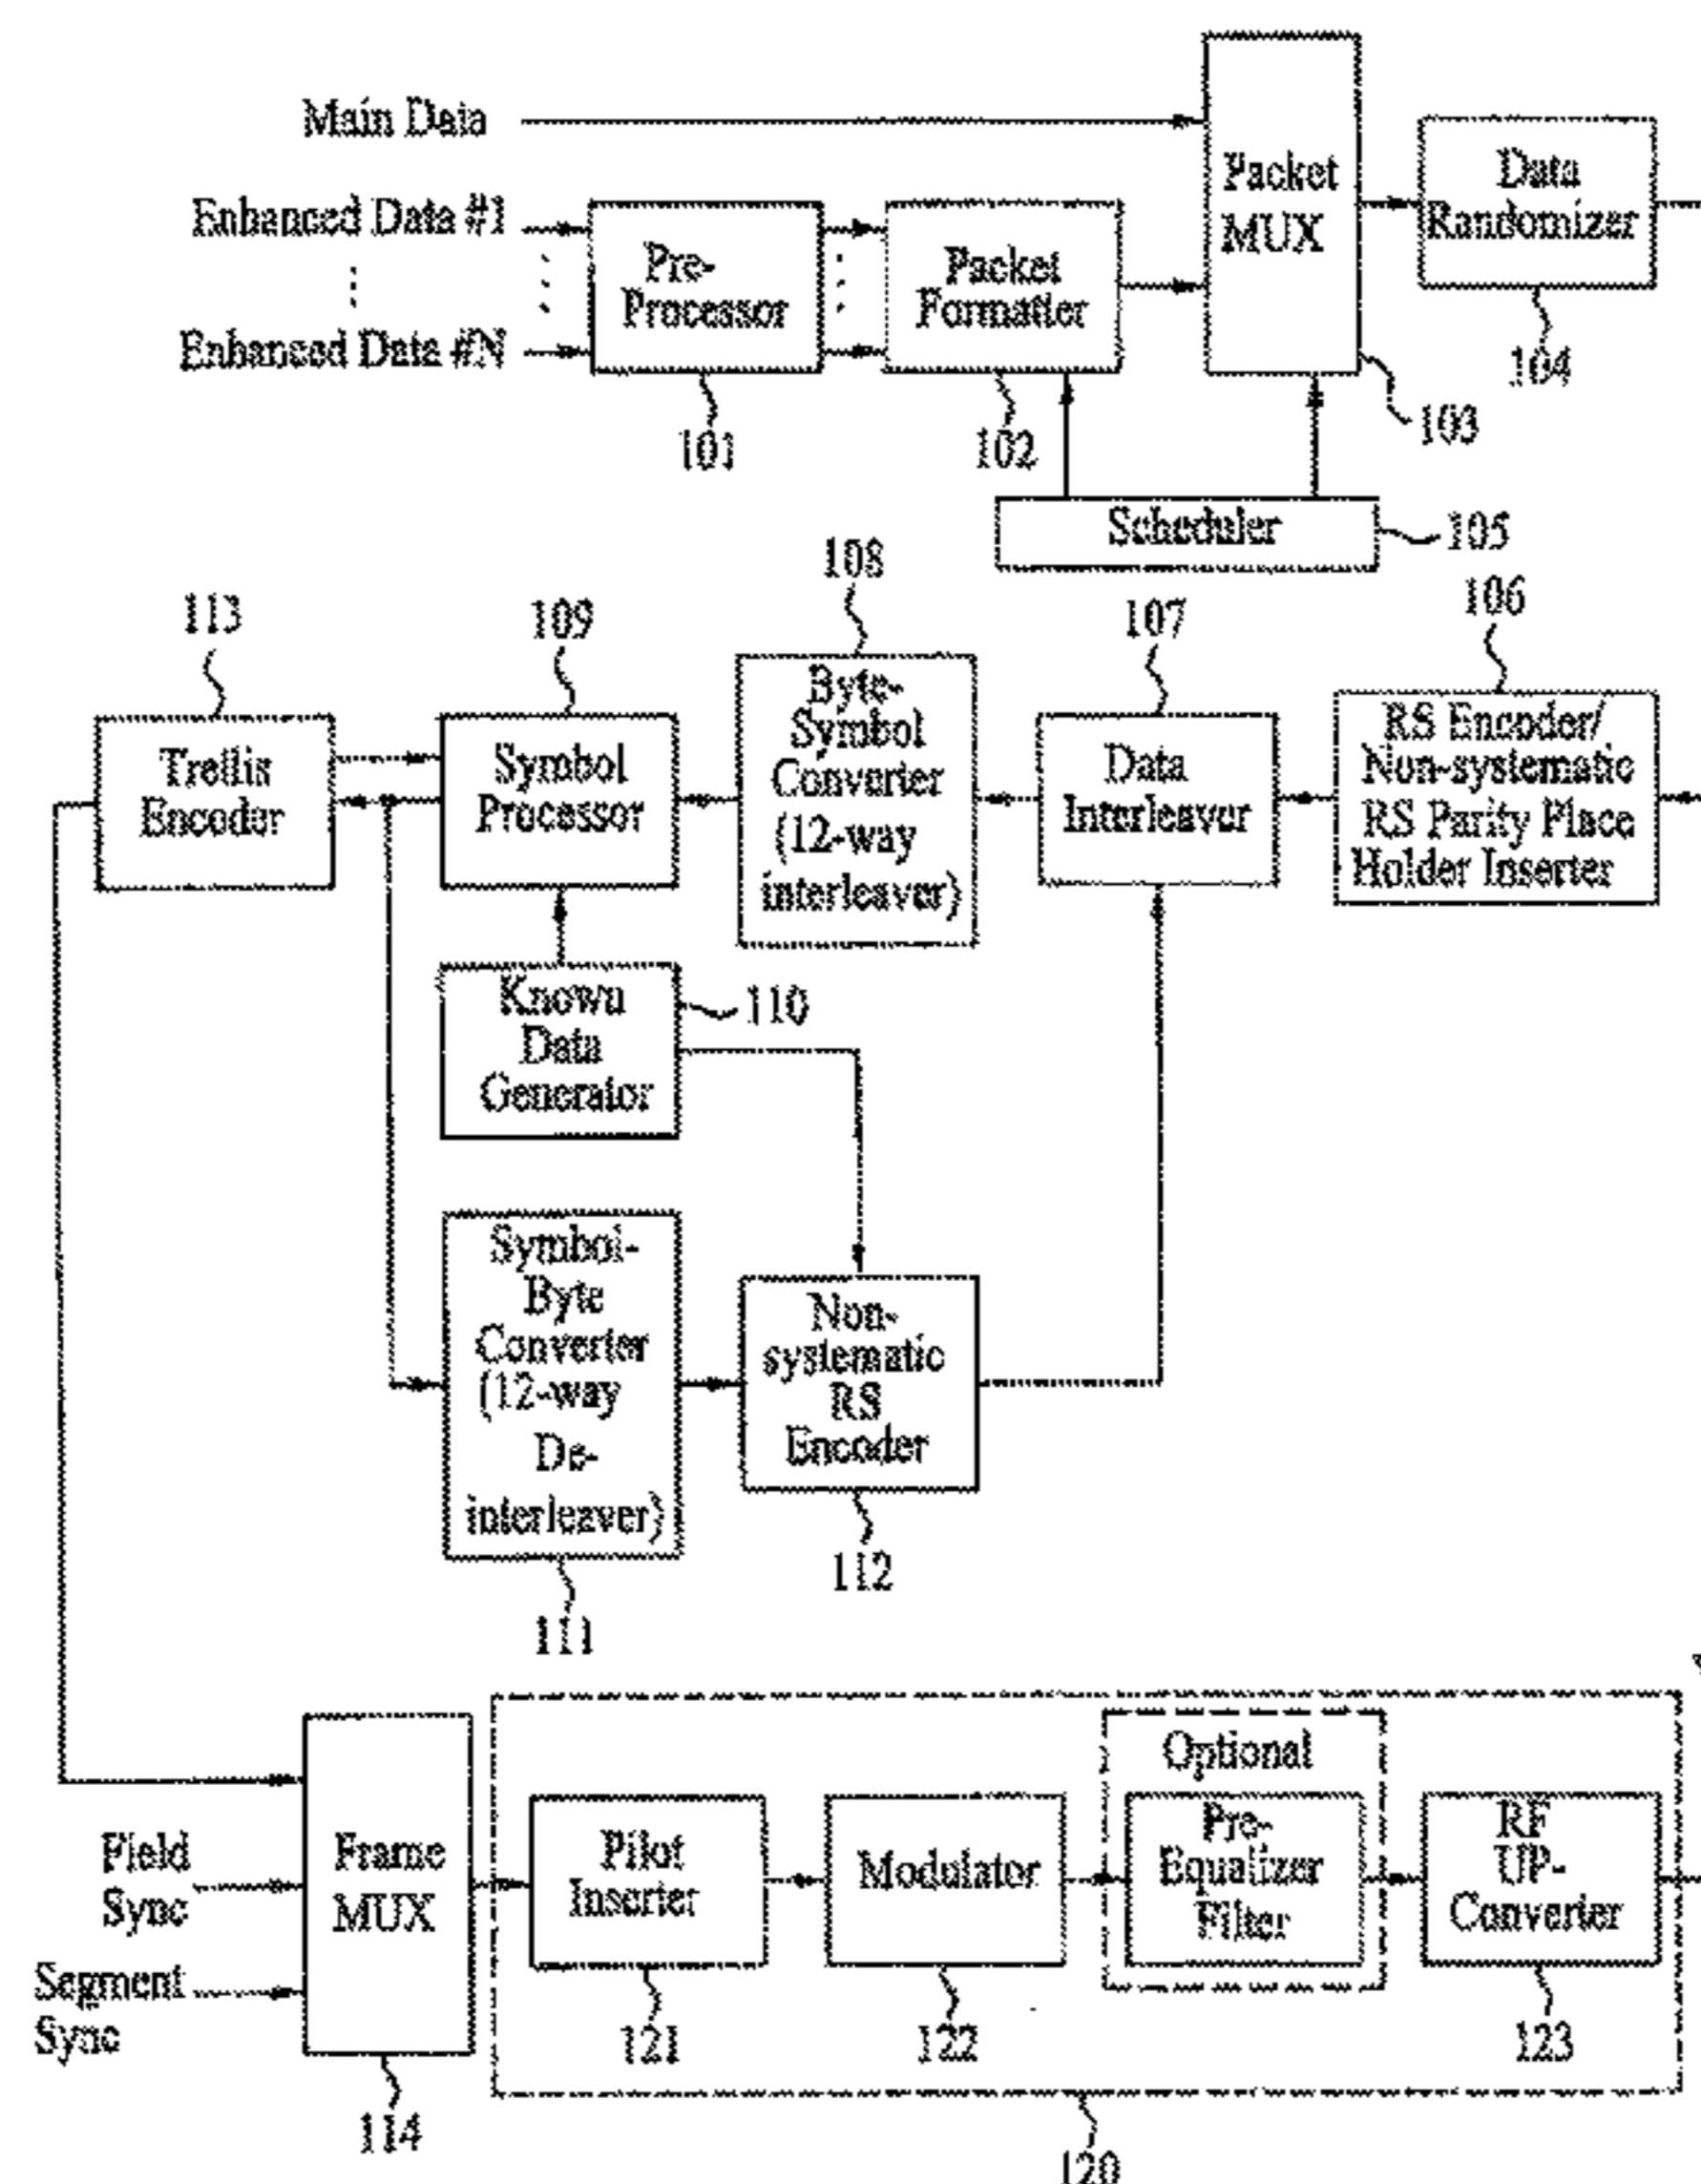 Main Data
Enhanced Data #1
Enhanced Data #N
Pre-
Processor
101
Packet
Formatter
102
Packet
MUX
103
Data
Randomizer
104
Scheduler
105
113
Trellis
Encoder
109
Symbol
Processor
108
Byte-
Symbol
Converter
(12-way
interleaver)
107
Data
Interleaver
106
RS Encoder/
Non-systematic
RS Parity Place
Holder Inserter
Known
Data
Generator
110
Symbol-
Byte
Converter
(12-way
De-
interleaver)
111
Non-
systematic
RS
Encoder
112
Field
Sync
Segment
Sync
Frame
MUX
114
Pilot
Inserter
121
Modulator
122
Optional
Pre-
Equalizer
Filter
RF
UP-
Converter
123
120